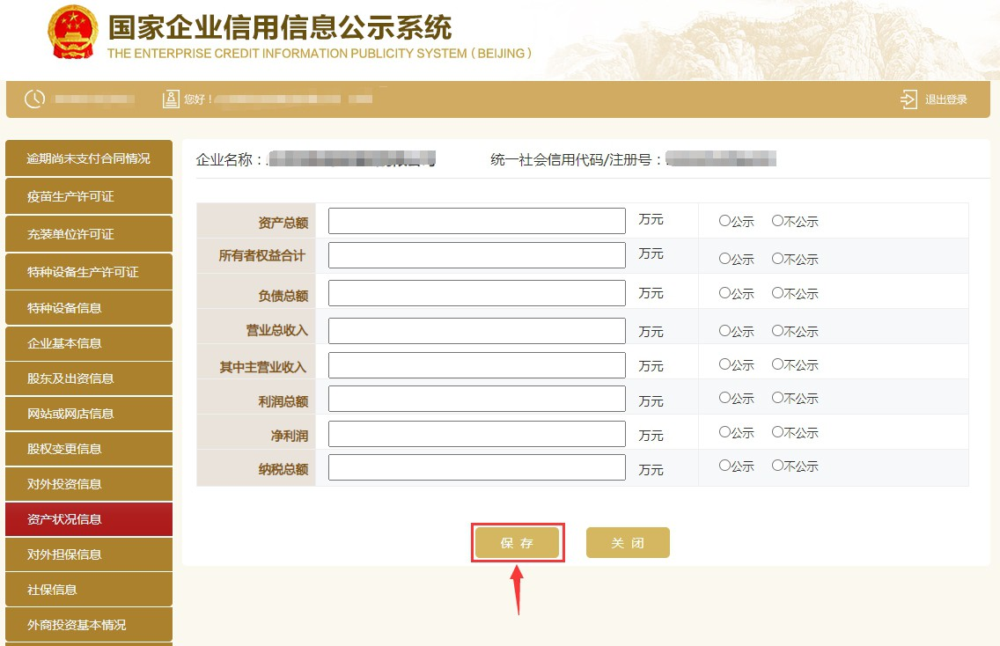 国家企业信用信息公示系统
THE ENTERPRISE CREDIT INFORMATION PUBLICITY SYSTEM ( BEIJING )
您好！
退出登录
逾期尚未支付合同情况
疫苗生产许可证
充装单位许可证
特种设备生产许可证
特种设备信息
企业基本信息
股东及出资信息
网站或网店信息
股权变更信息
对外投资信息
资产状况信息
对外担保信息
社保信息
外商投资基本情况
企业名称： 统一社会信用代码/注册号：
资产总额 万元 公示 不公示
所有者权益合计 万元 公示 不公示
负债总额 万元 公示 不公示
营业总收入 万元 公示 不公示
其中主营业收入 万元 公示 不公示
利润总额 万元 公示 不公示
净利润 万元 公示 不公示
纳税总额 万元 公示 不公示
保 存 关 闭